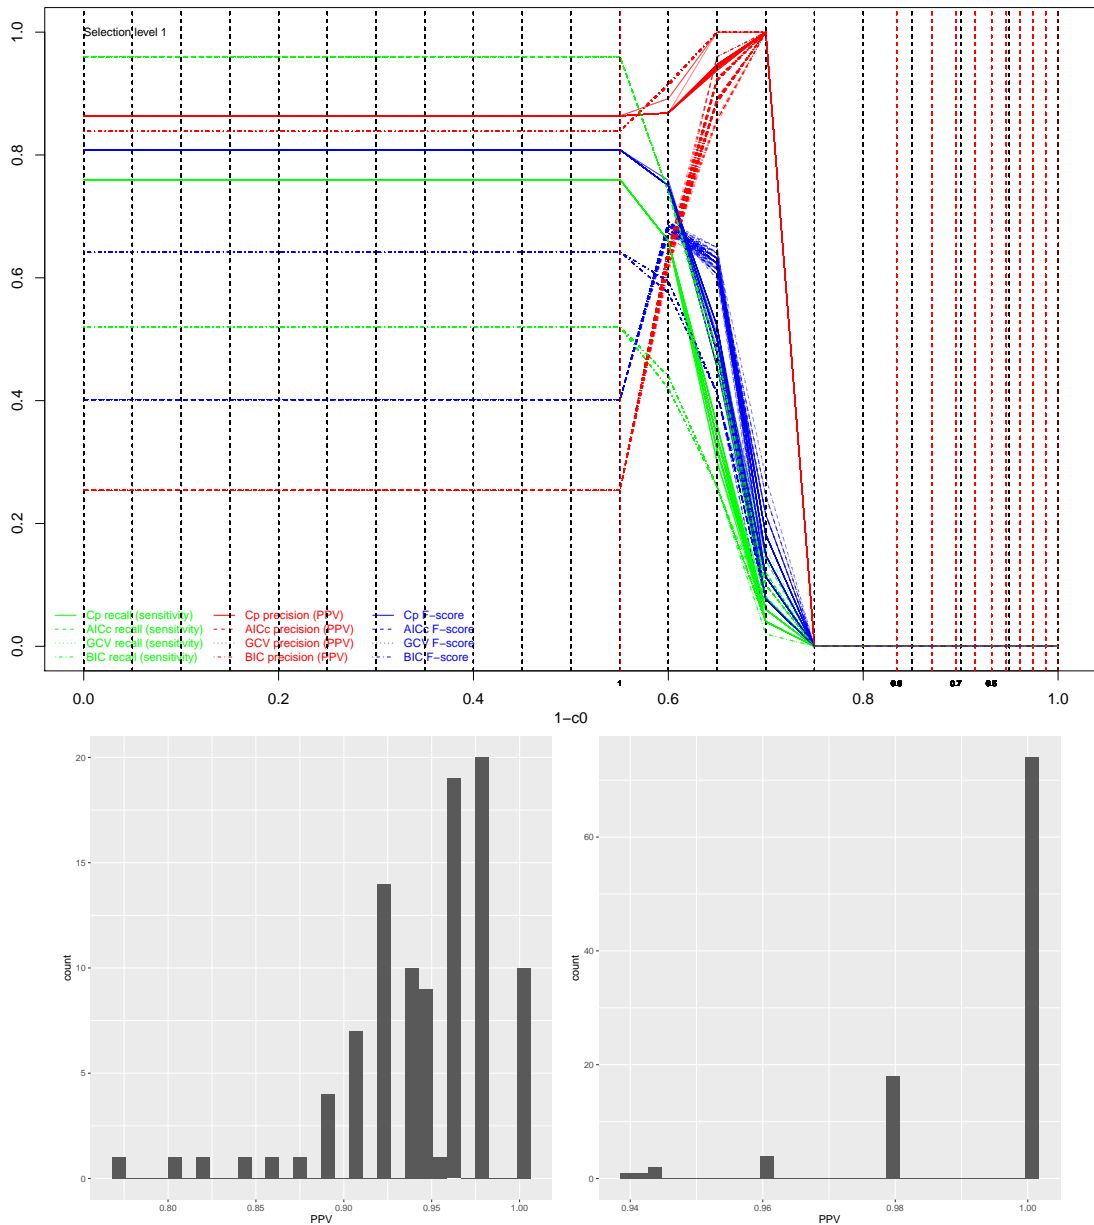 Selection level 1
1.0
0.8
0.6
0.4
0.2
0.0
Cp recall (sensitivity) Cp precision (PPV) Cp F−score
AICc recall (sensitivity) AICc precision (PPV) AICc F−score
GCV recall (sensitivity) GCV precision (PPV) GCV F−score
BIC recall (sensitivity) BIC precision (PPV) BIC F−score
1 0.7
0.0 0.2 0.4 0.6 0.8 1.0
1−c0
20
15
10
5
0
count
0.80 0.85 0.90 0.95 1.00
PPV
60
40
20
0
count
0.94 0.96 0.98 1.00
PPV